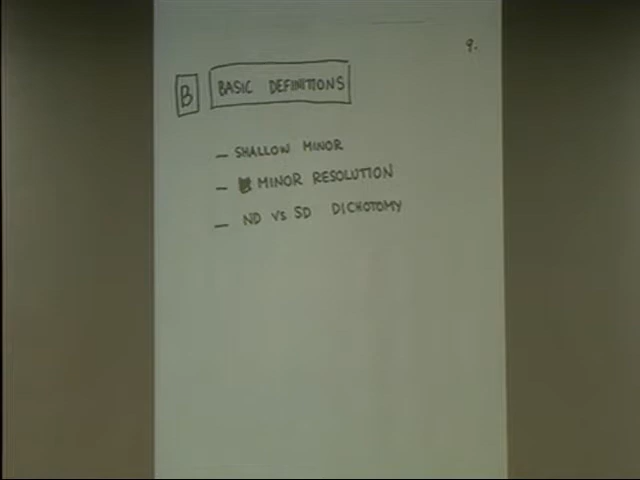 9.
B BASIC DEFINITIONS
— SHALLOW MINOR
— MINOR RESOLUTION
— ND VS SD DICHOTOMY